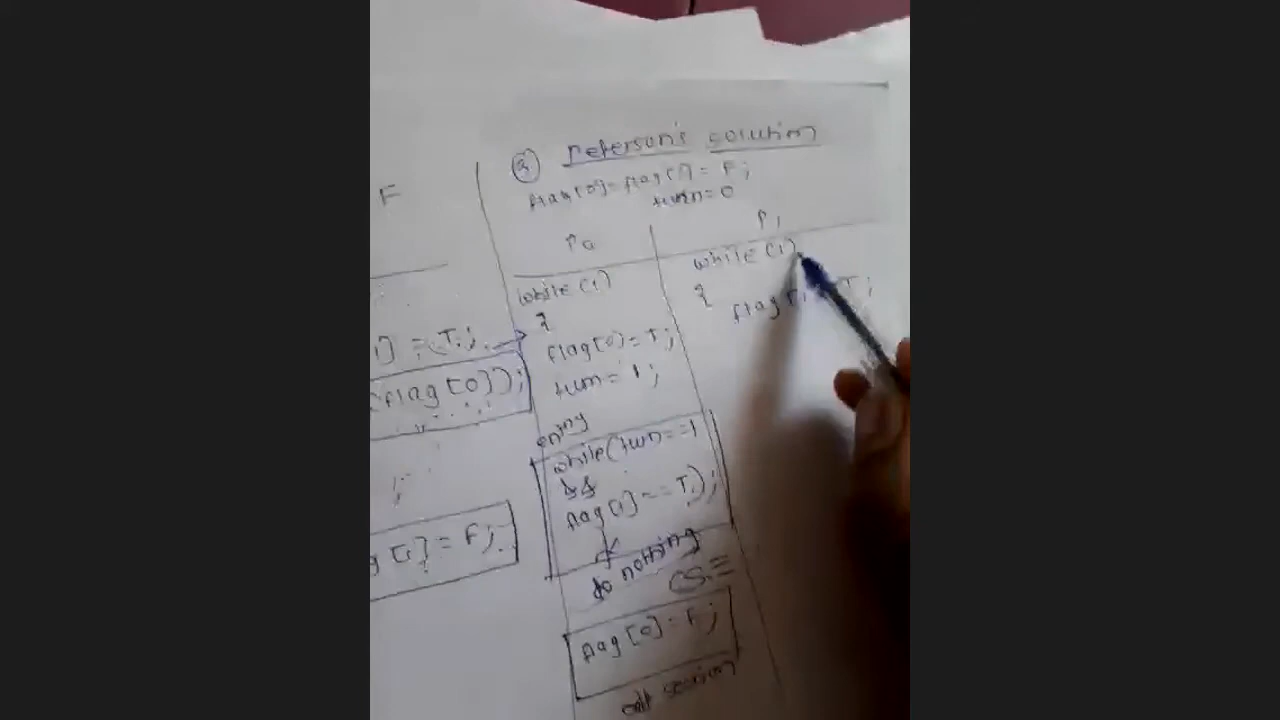 F
1] = (T;
(flag[0]);
g[1] = F;
3 Peterson's solution
flag[0] = flag[1] = F;
turn = 0
P0
while(1)
{
flag[0] = T;
turn = 1;
entry
while(turn==1
&&
flag[1]==T);
do nothing
CS
flag[0] = F;
exit section
P1
while(1)
{
flag[
T;